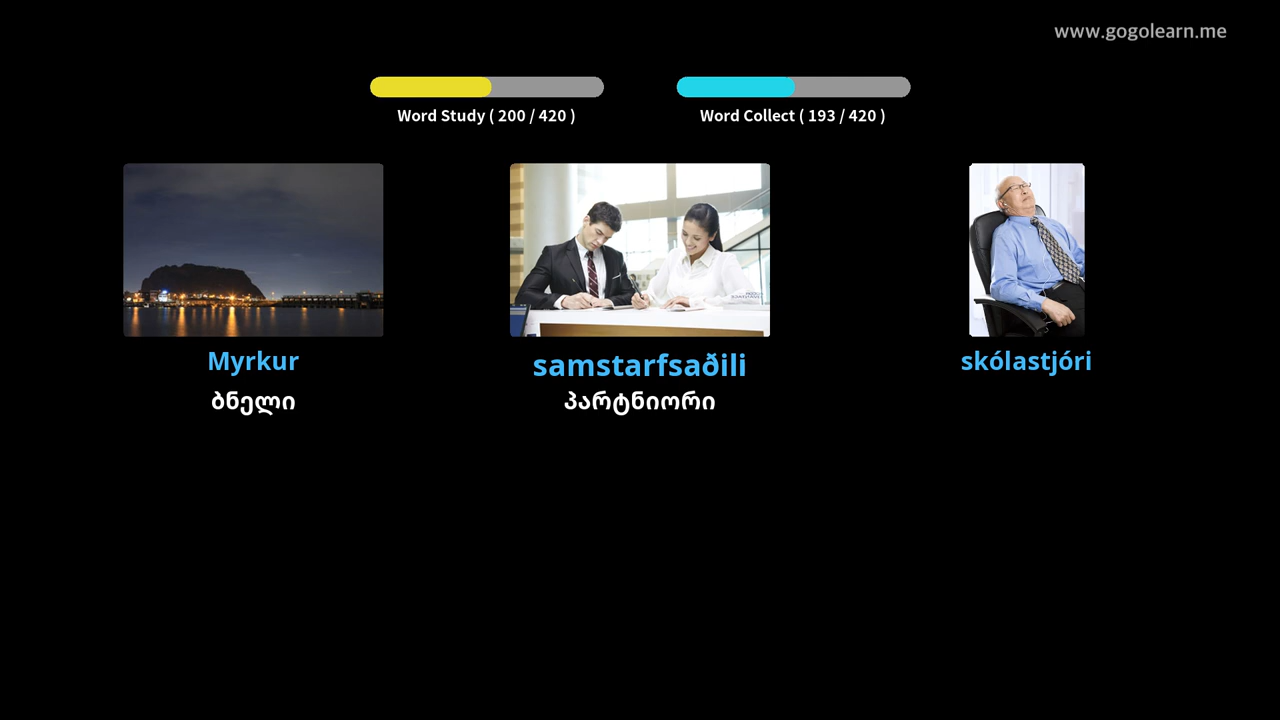 www.gogolearn.me
Word Study ( 200 / 420 )
Word Collect ( 193 / 420 )
Myrkur
samstarfsaðili
skólastjóri
ბნელი
პარტნიორი